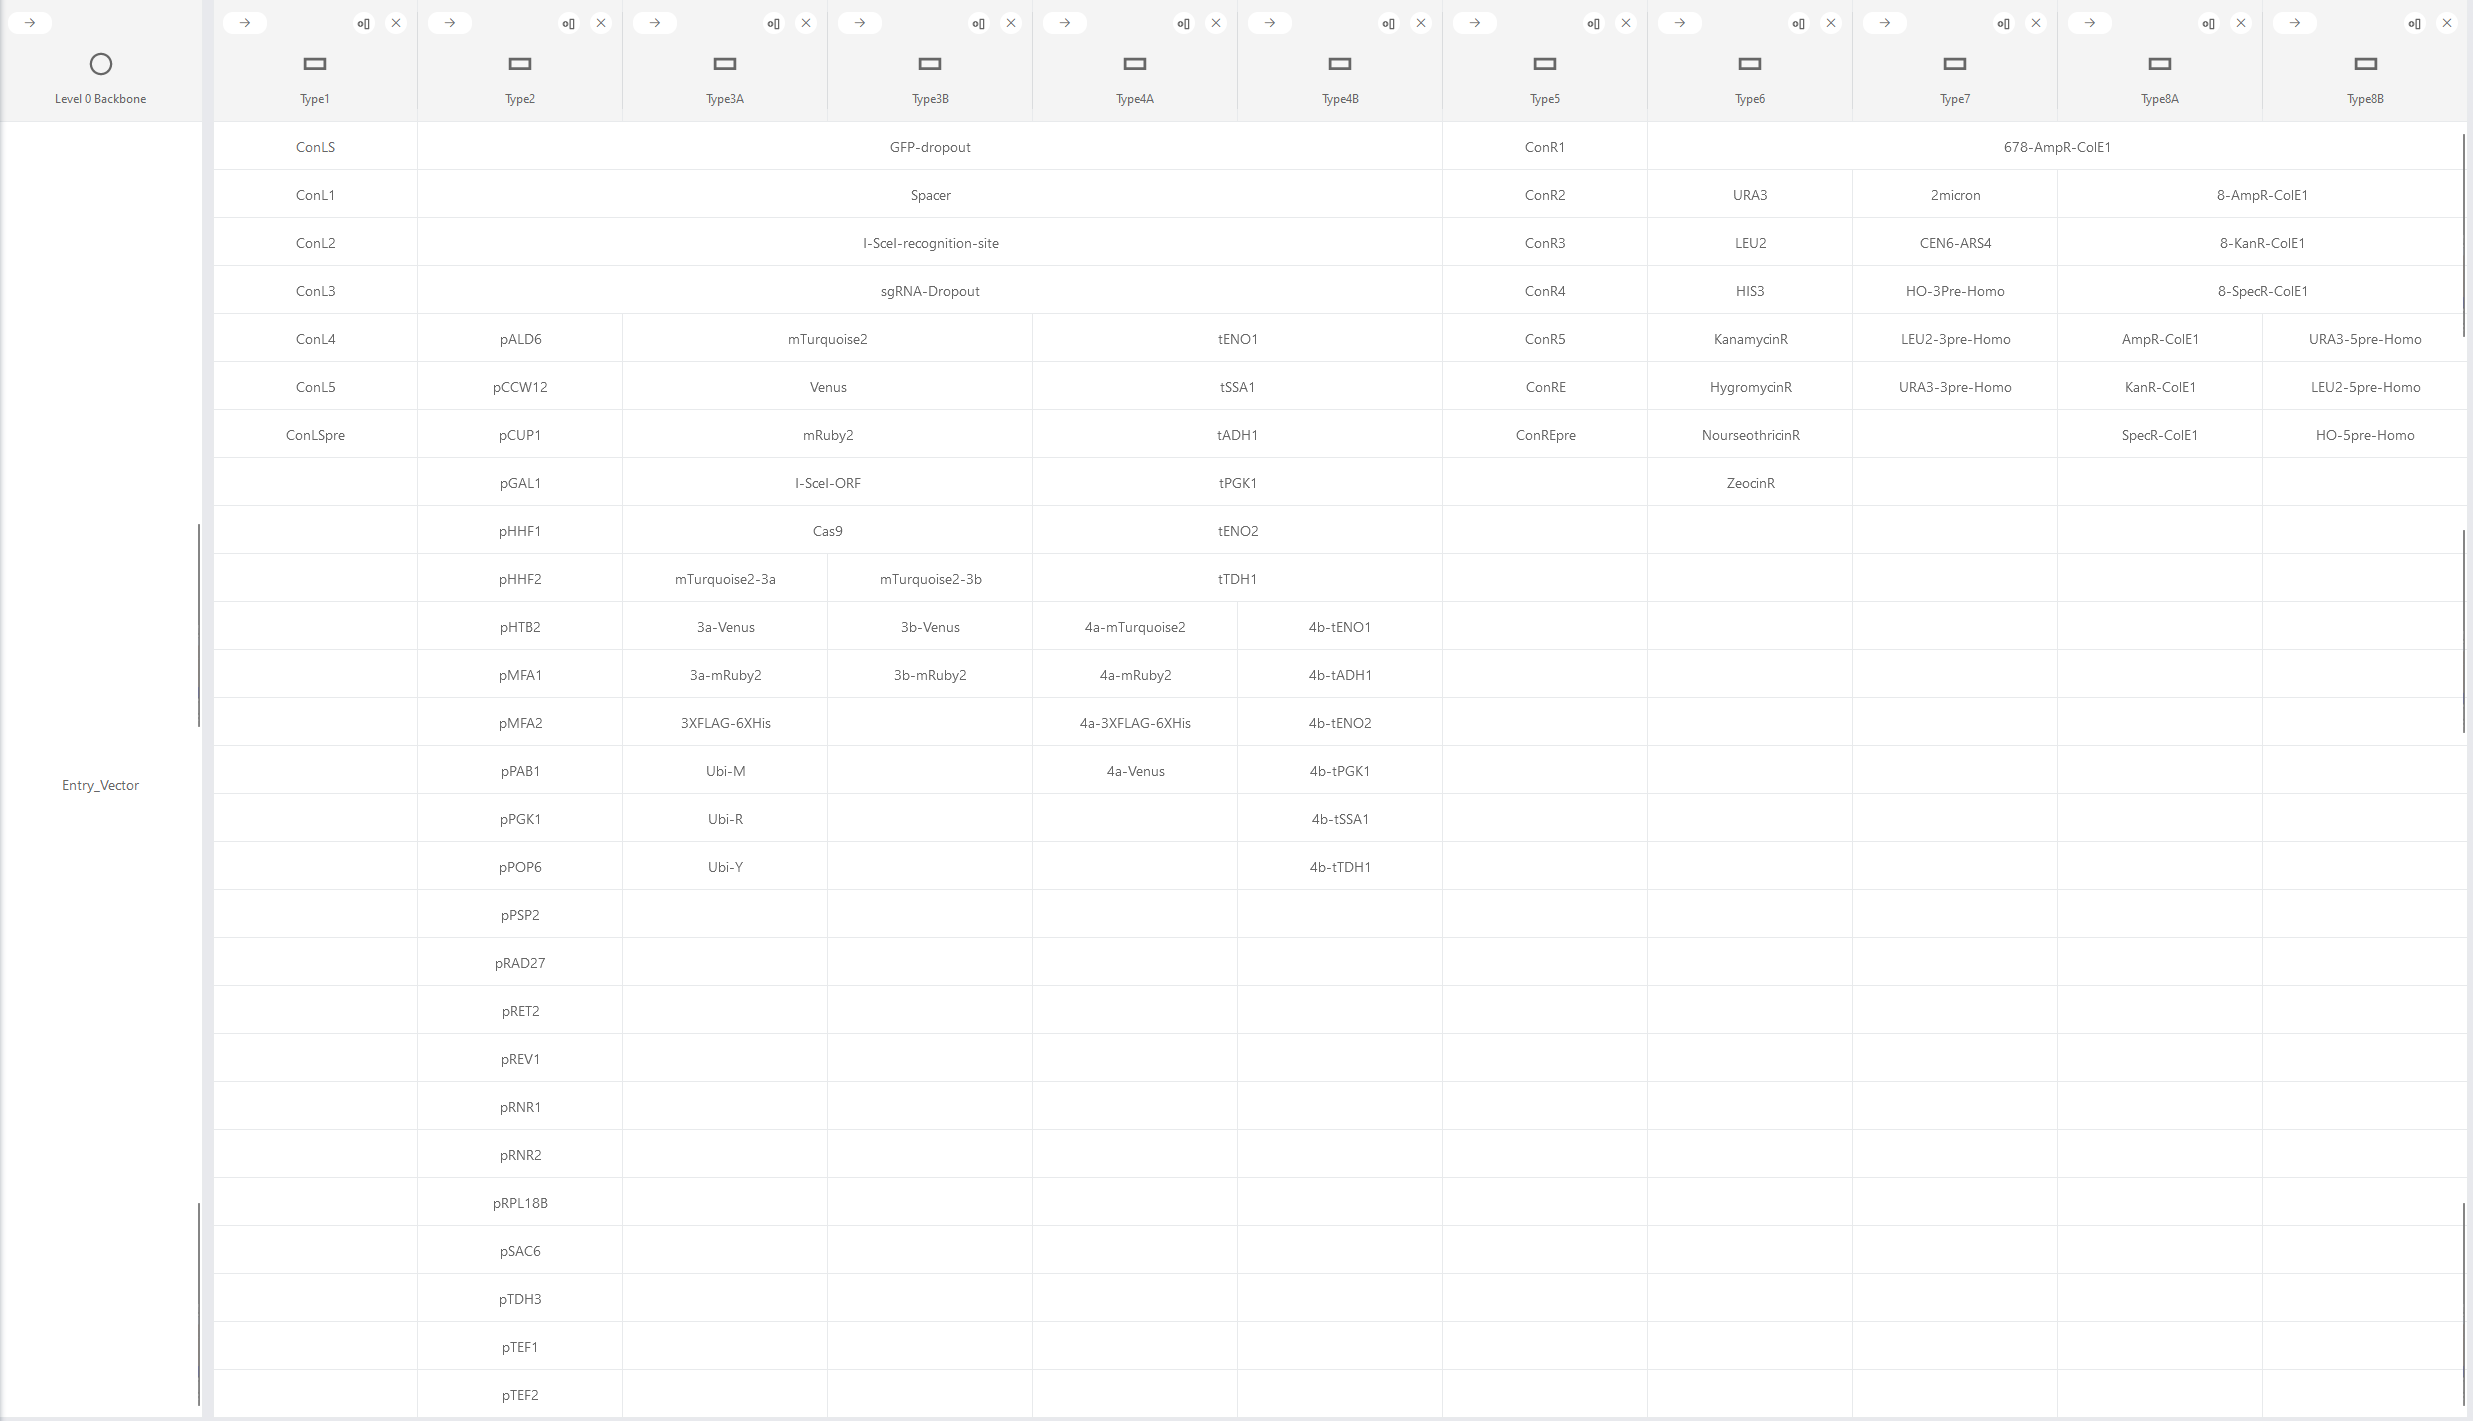 Level 0 Backbone Type1 Type2 Type3A Type3B Type4A Type4B Type5 Type6 Type7 Type8A Type8B
ConLS GFP-dropout ConR1 678-AmpR-ColE1
ConL1 Spacer ConR2 URA3 2micron 8-AmpR-ColE1
ConL2 I-SceI-recognition-site ConR3 LEU2 CEN6-ARS4 8-KanR-ColE1
ConL3 sgRNA-Dropout ConR4 HIS3 HO-3Pre-Homo 8-SpecR-ColE1
ConL4 pALD6 mTurquoise2 tENO1 ConR5 KanamycinR LEU2-3pre-Homo AmpR-ColE1 URA3-5pre-Homo
ConL5 pCCW12 Venus tSSA1 ConRE HygromycinR URA3-3pre-Homo KanR-ColE1 LEU2-5pre-Homo
ConLSpre pCUP1 mRuby2 tADH1 ConREpre NourseothricinR SpecR-ColE1 HO-5pre-Homo
pGAL1 I-SceI-ORF tPGK1 ZeocinR
pHHF1 Cas9 tENO2
pHHF2 mTurquoise2-3a mTurquoise2-3b tTDH1
pHTB2 3a-Venus 3b-Venus 4a-mTurquoise2 4b-tENO1
pMFA1 3a-mRuby2 3b-mRuby2 4a-mRuby2 4b-tADH1
pMFA2 3XFLAG-6XHis 4a-3XFLAG-6XHis 4b-tENO2
pPAB1 Ubi-M 4a-Venus 4b-tPGK1
Entry_Vector
pPGK1 Ubi-R 4b-tSSA1
pPOP6 Ubi-Y 4b-tTDH1
pPSP2
pRAD27
pRET2
pREV1
pRNR1
pRNR2
pRPL18B
pSAC6
pTDH3
pTEF1
pTEF2